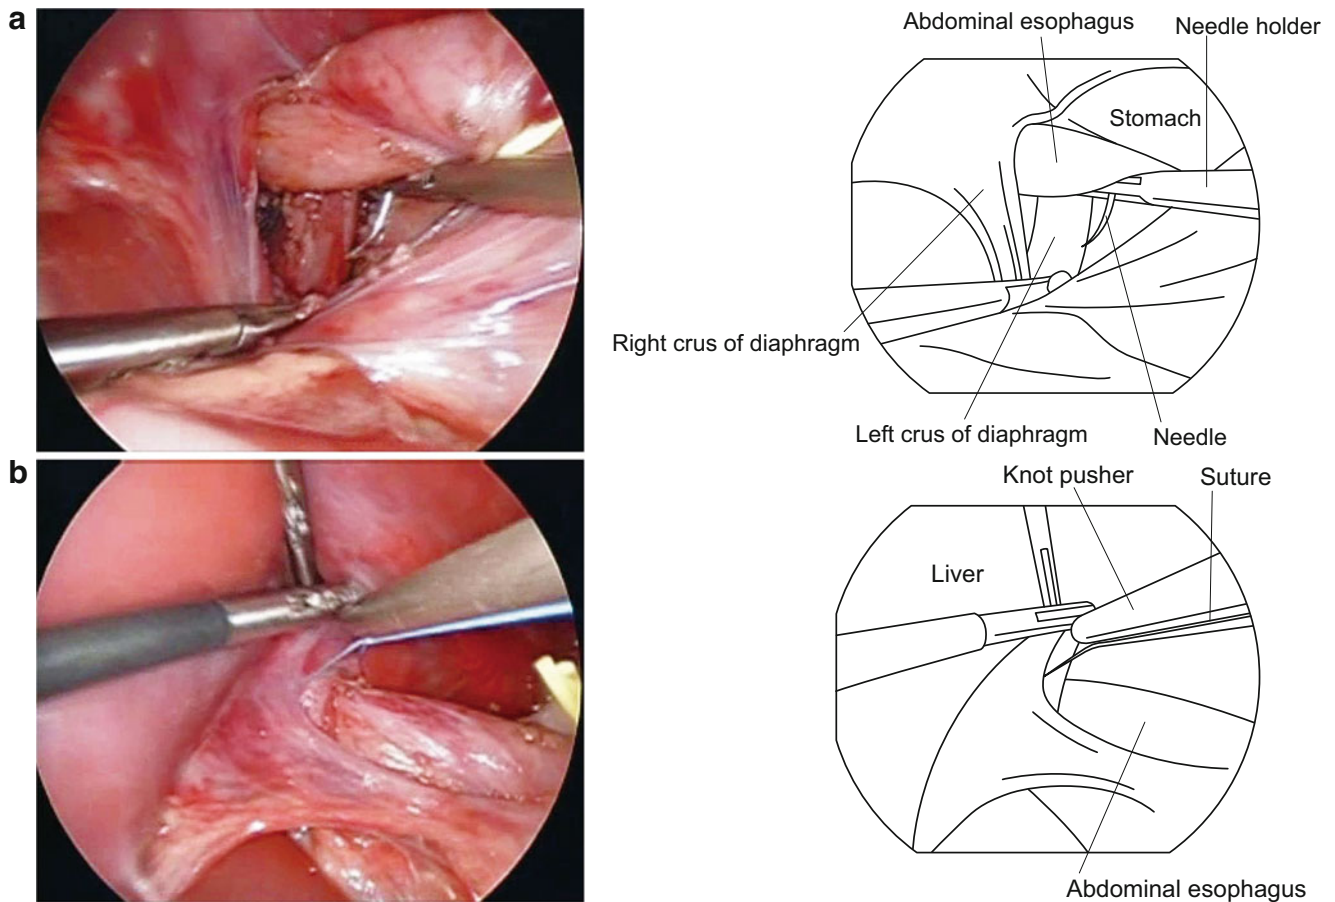 a
Abdominal esophagus
Needle holder
Stomach
Right crus of diaphragm
Left crus of diaphragm
Needle
b
Knot pusher
Suture
Liver
Abdominal esophagus